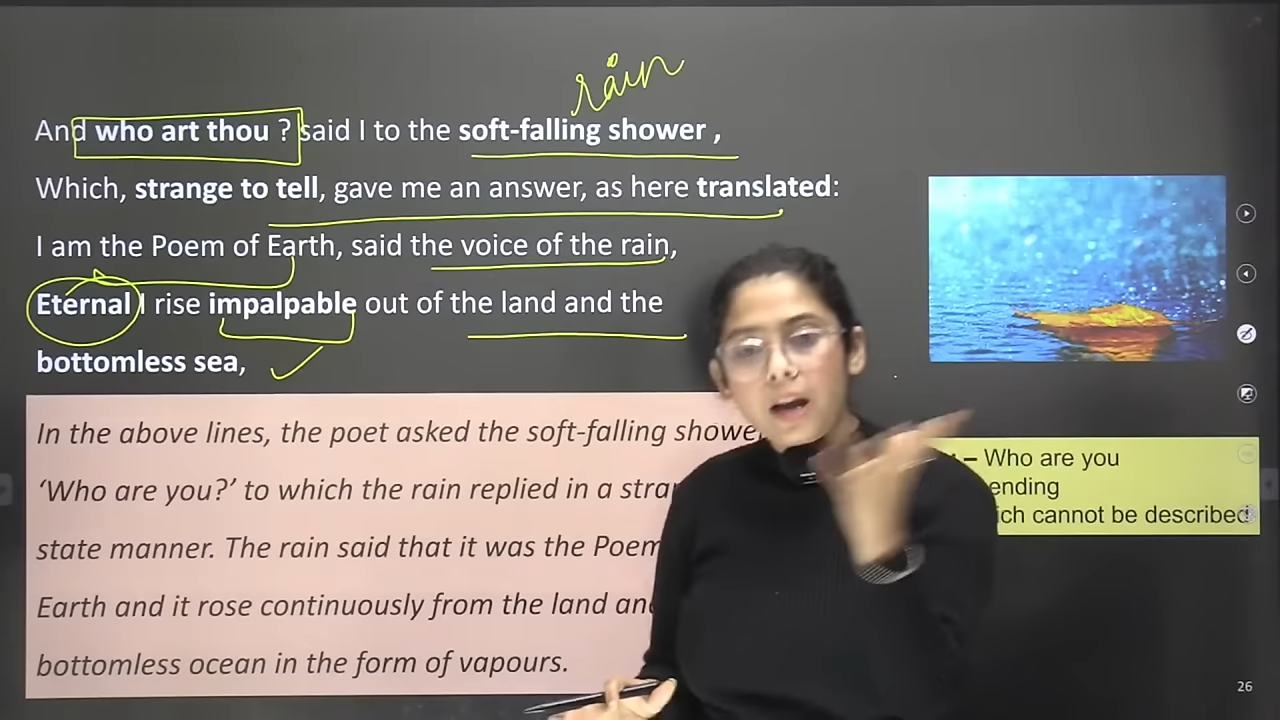 rain
And who art thou ? said I to the soft-falling shower ,
Which, strange to tell, gave me an answer, as here translated:
I am the Poem of Earth, said the voice of the rain,
Eternal I rise impalpable out of the land and the
bottomless sea,
In the above lines, the poet asked the soft-falling shower
‘Who are you?’ to which the rain replied in a
state manner. The rain said that it was the Poem
Earth and it rose continuously from the land
bottomless ocean in the form of vapours.
– Who are you
ending
cannot be described
26